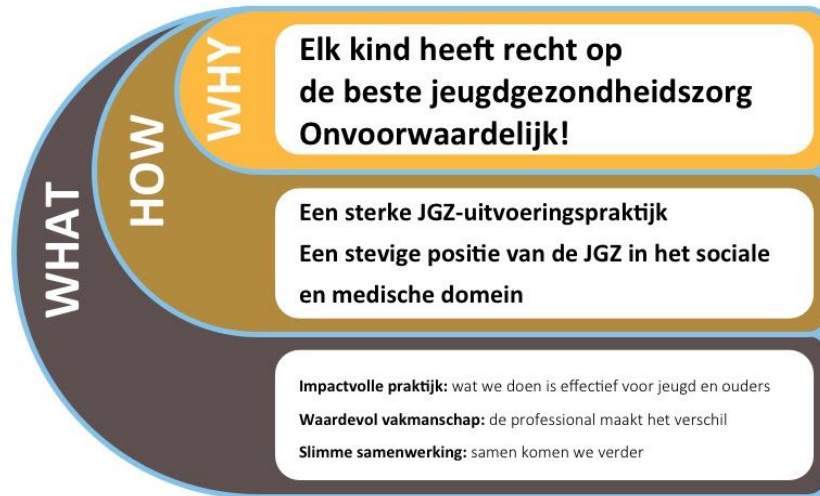 WHY
Elk kind heeft recht op
de beste jeugdgezondheidszorg
Onvoorwaardelijk!
HOW
Een sterke JGZ-uitvoeringspraktijk
Een stevige positie van de JGZ in het sociale
en medische domein
WHAT
Impactvolle praktijk: wat we doen is effectief voor jeugd en ouders
Waardevol vakmanschap: de professional maakt het verschil
Slimme samenwerking: samen komen we verder